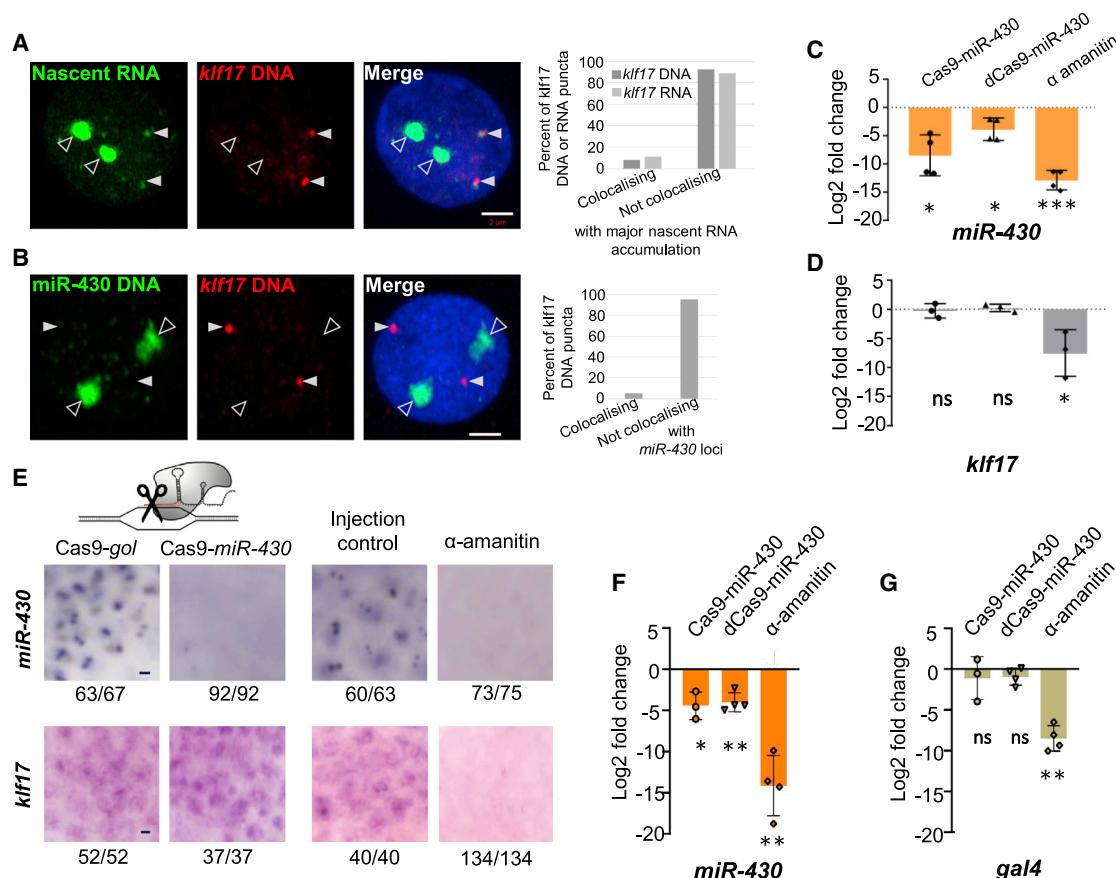 A
Nascent RNA
klf17 DNA
Merge
2 um
Percent of klf17
DNA or RNA puncta
100
80
60
40
20
0
klf17 DNA
klf17 RNA
Colocalising
Not colocalising
with major nascent RNA
accumulation
B
miR-430 DNA
klf17 DNA
Merge
Percent of klf17
DNA puncta
100
80
60
40
20
0
Colocalising
Not colocalising
with
miR-430 loci
C
Cas9-miR-430
dCas9-miR-430
α amanitin
Log2 fold change
5
0
-5
-10
-15
-20
*
*
***
miR-430
D
Log2 fold change
5
0
-5
-10
-15
-20
ns
ns
*
klf17
E
Cas9-gol
Cas9-miR-430
Injection
control
α-amanitin
miR-430
63/67
92/92
60/63
73/75
klf17
52/52
37/37
40/40
134/134
F
Cas9-miR-430
dCas9-miR-430
α-amanitin
Log2 fold change
5
0
-5
-10
-15
-20
*
**
**
miR-430
G
Cas9-miR-430
dCas9-miR-430
α-amanitin
Log2 fold change
5
0
-5
-10
-15
-20
ns
ns
**
gal4